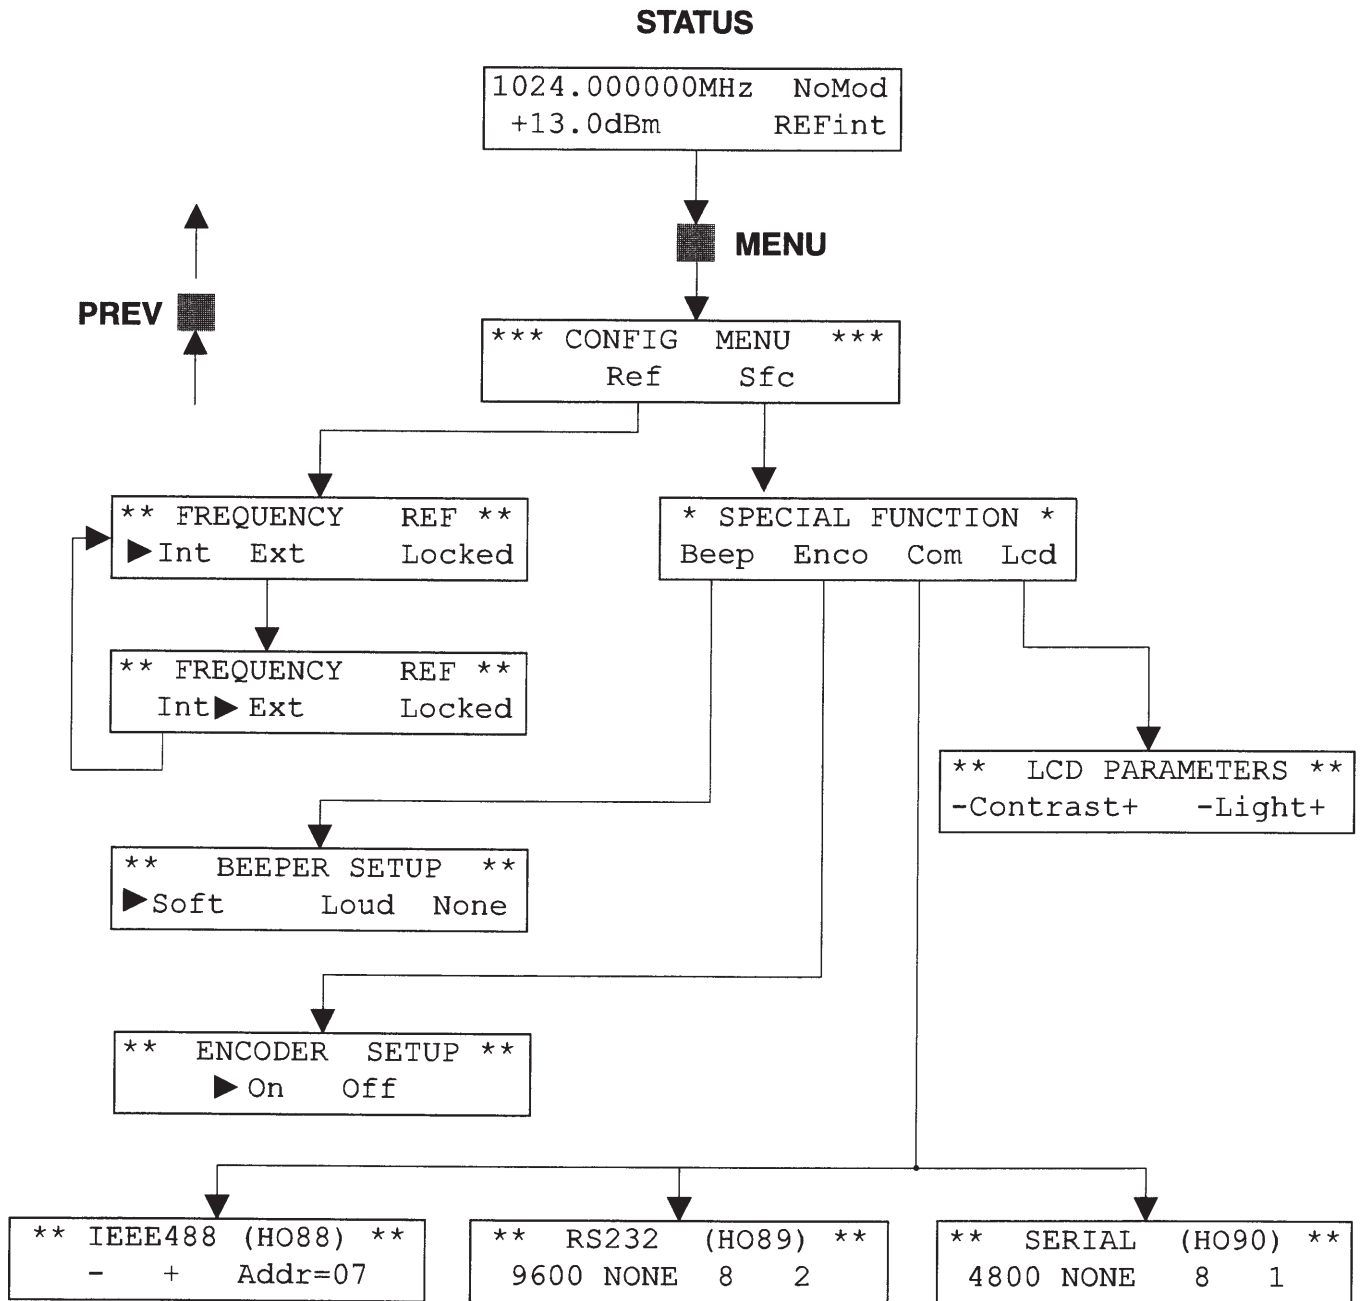 STATUS
1024.000000MHz NoMod
+13.0dBm REFint
MENU
PREV
*** CONFIG MENU ***
Ref Sfc
** FREQUENCY REF **
►Int Ext Locked
* SPECIAL FUNCTION *
Beep Enco Com Lcd
** FREQUENCY REF **
Int►Ext Locked
** LCD PARAMETERS **
-Contrast+ -Light+
** BEEPER SETUP **
►Soft Loud None
** ENCODER SETUP **
►On Off
** IEEE488 (HO88) **
- + Addr=07
** RS232 (HO89) **
9600 NONE 8 2
** SERIAL (HO90) **
4800 NONE 8 1